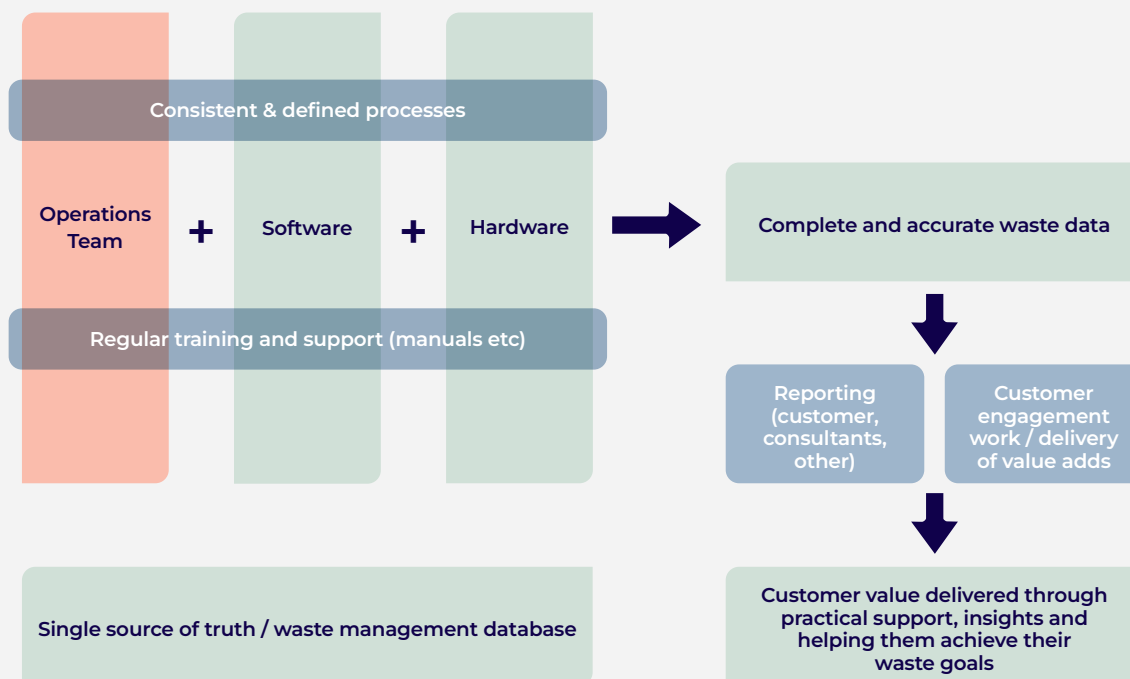 Consistent & defined processes
Operations
Team
+
Software
+
Hardware
Regular training and support (manuals etc)
Single source of truth / waste management database
Complete and accurate waste data
Reporting
(customer,
consultants,
other)
Customer
engagement
work / delivery
of value adds
Customer value delivered through
practical support, insights and
helping them achieve their
waste goals